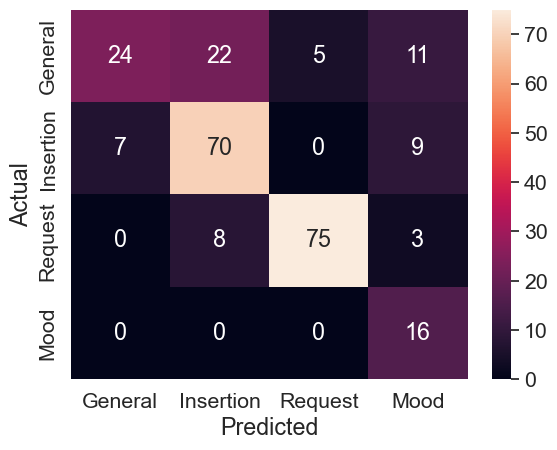 General 24 22 5 11
Insertion 7 70 0 9
Request 0 8 75 3
Mood 0 0 0 16
Actual
General Insertion Request Mood
Predicted
70
60
50
40
30
20
10
0